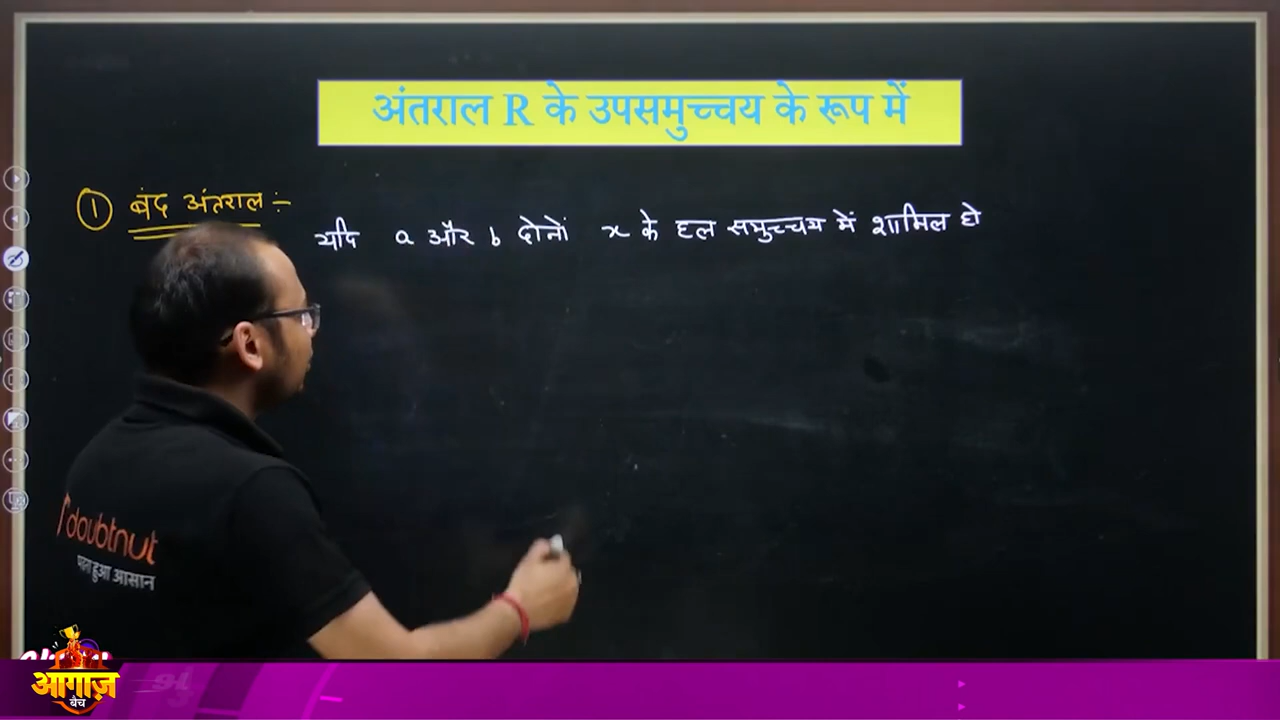 अंतराल R के उपसमुच्चय के रूप में
① बंद अंतराल :-
यदि a और b दोनों x के हल समुच्चय में शामिल हो
doubtnut
पढ़ना हुआ आसान
आगाज़
बैच